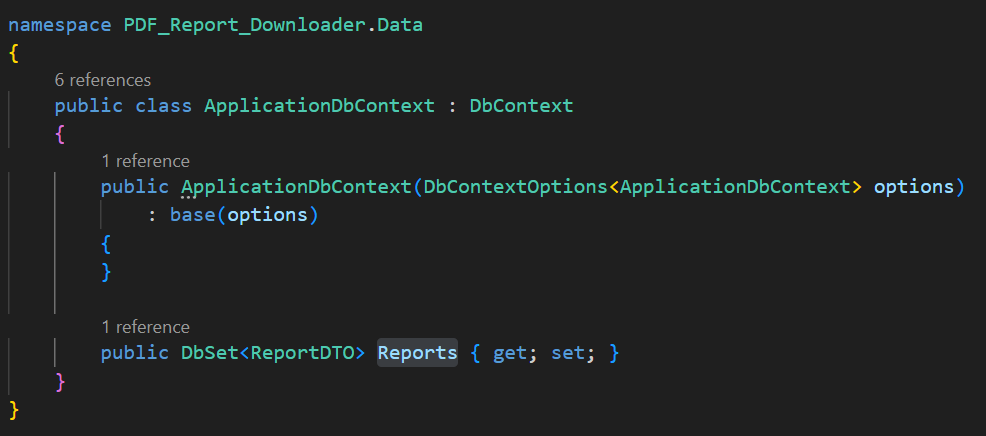 namespace PDF_Report_Downloader.Data
{
6 references
public class ApplicationDbContext : DbContext
{
1 reference
public ApplicationDbContext(DbContextOptions<ApplicationDbContext> options)
: base(options)
{
}
1 reference
public DbSet<ReportDTO> Reports { get; set; }
}
}